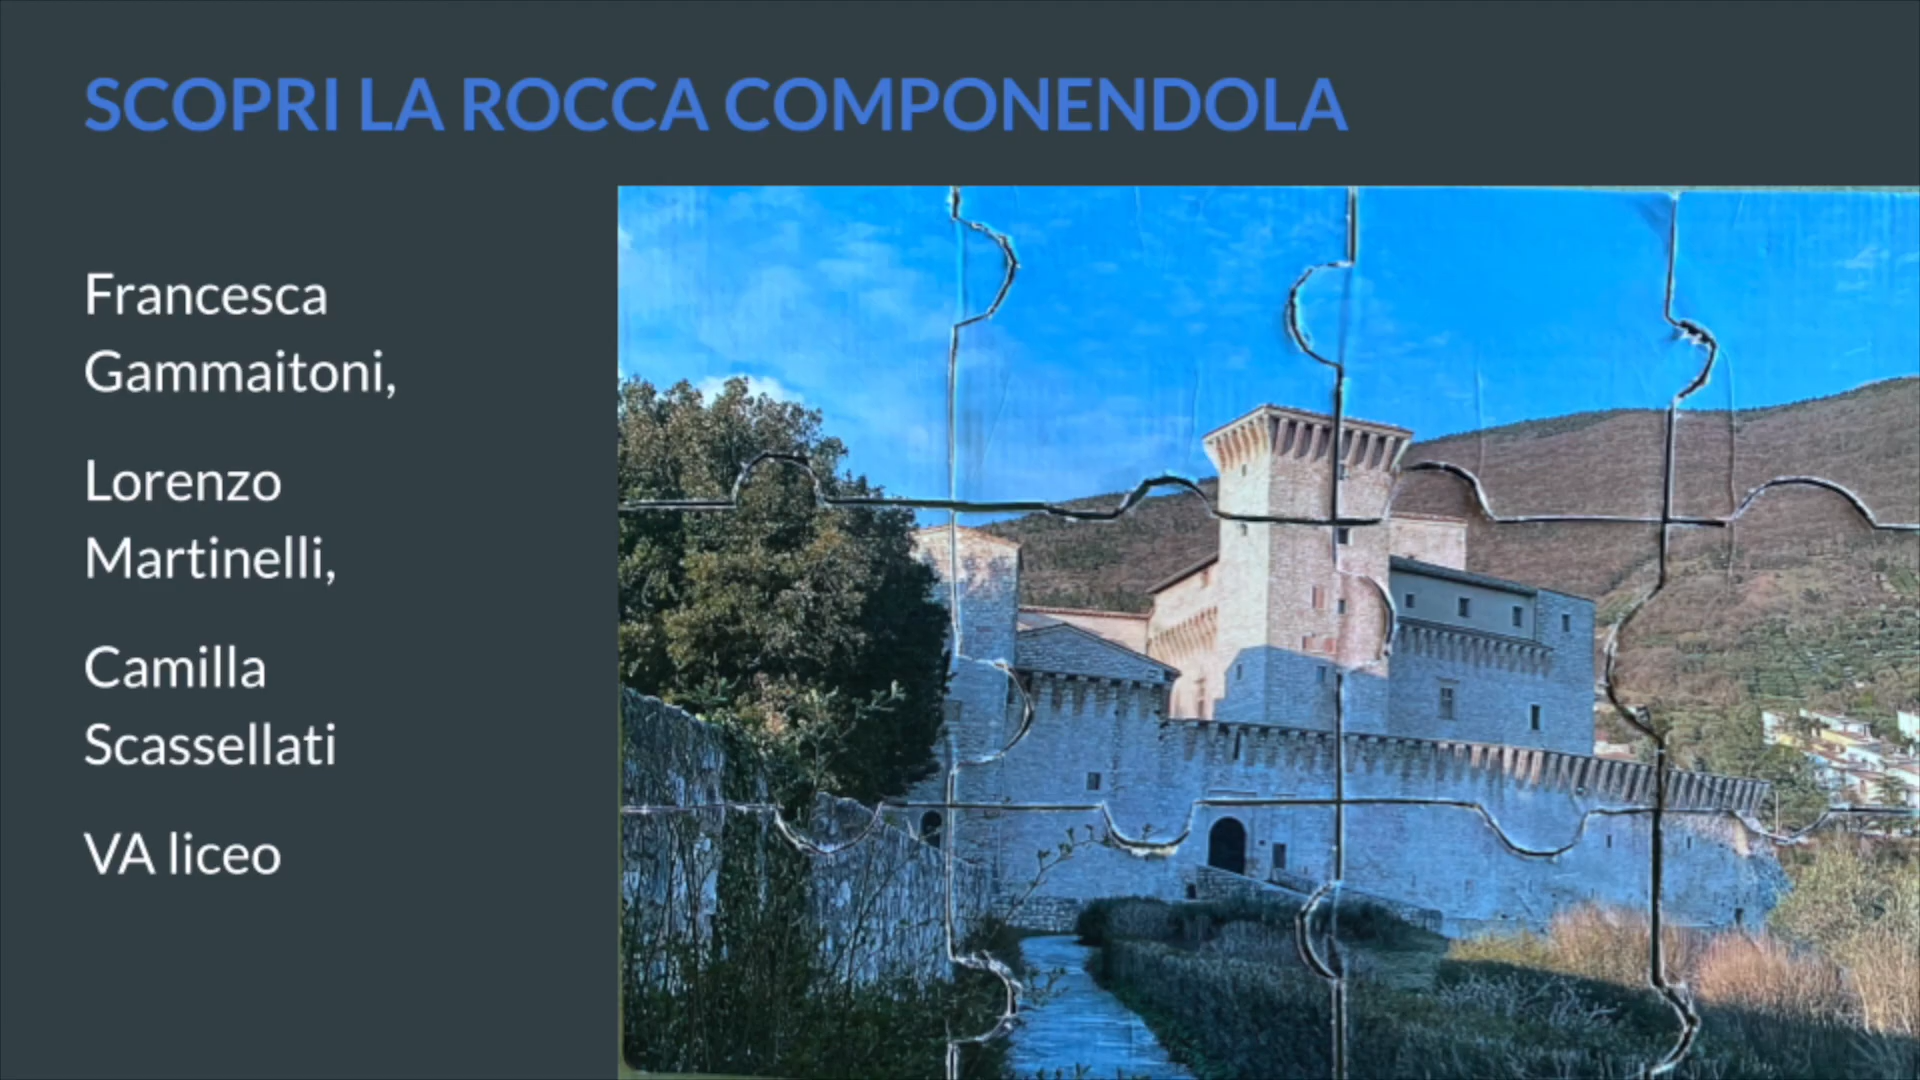 SCOPRI LA ROCCA COMPONENDOLA
Francesca
Gammaitoni,
Lorenzo
Martinelli,
Camilla
Scassellati
VA liceo